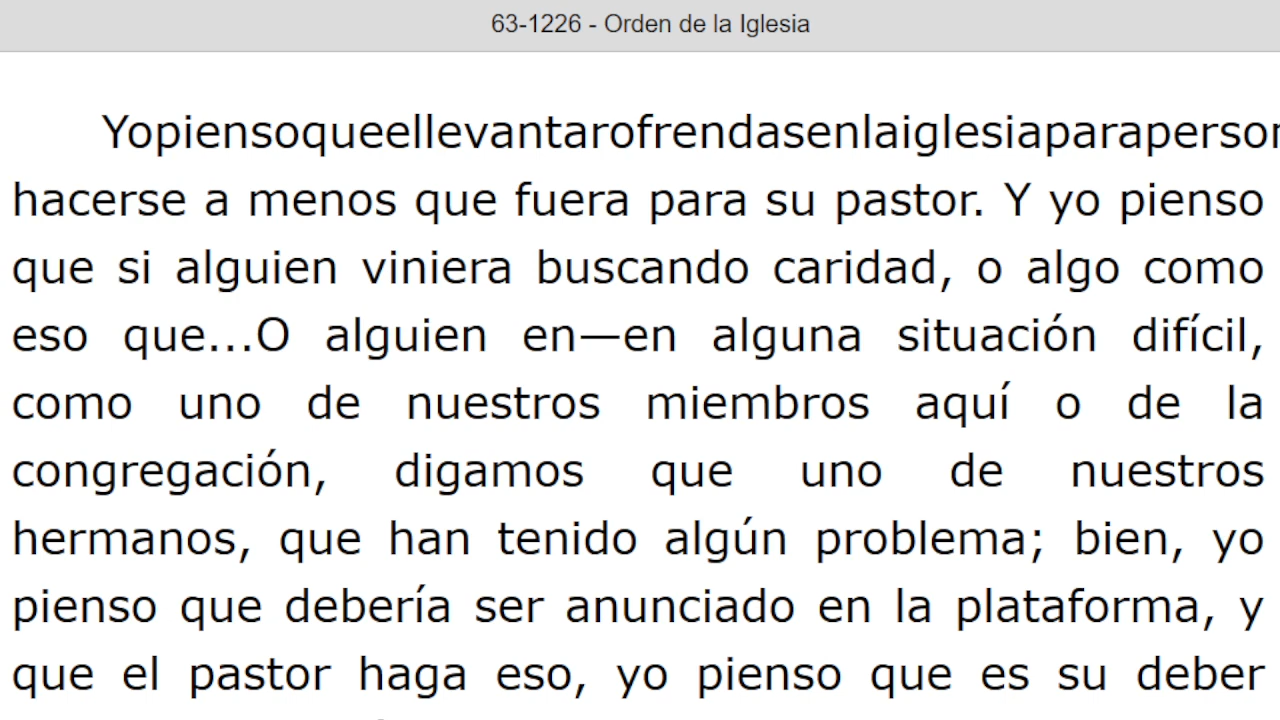 63-1226 - Orden de la Iglesia
Yopiensoqueellevantarofrendasenlaiglesiaparaperson
hacerse a menos que fuera para su pastor. Y yo pienso
que si alguien viniera buscando caridad, o algo como
eso que...O alguien en—en alguna situación difícil,
como uno de nuestros miembros aquí o de la
congregación, digamos que uno de nuestros
hermanos, que han tenido algún problema; bien, yo
pienso que debería ser anunciado en la plataforma, y
que el pastor haga eso, yo pienso que es su deber